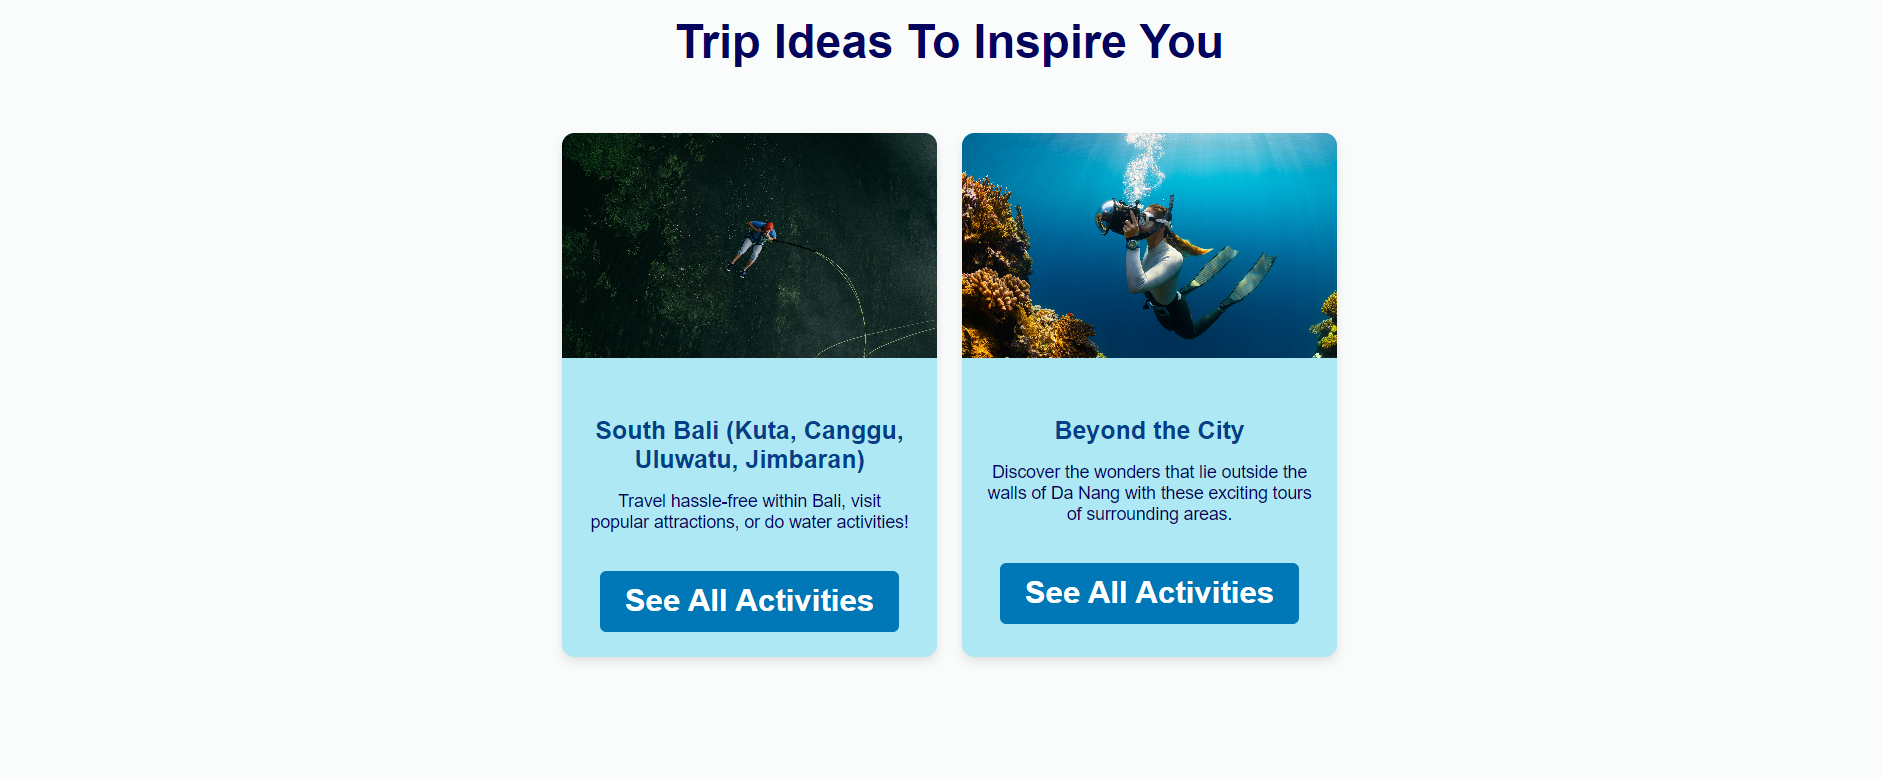 Trip Ideas To Inspire You
South Bali (Kuta, Canggu,
Uluwatu, Jimbaran)
Travel hassle-free within Bali, visit
popular attractions, or do water activities!
See All Activities
Beyond the City
Discover the wonders that lie outside the
walls of Da Nang with these exciting tours
of surrounding areas.
See All Activities